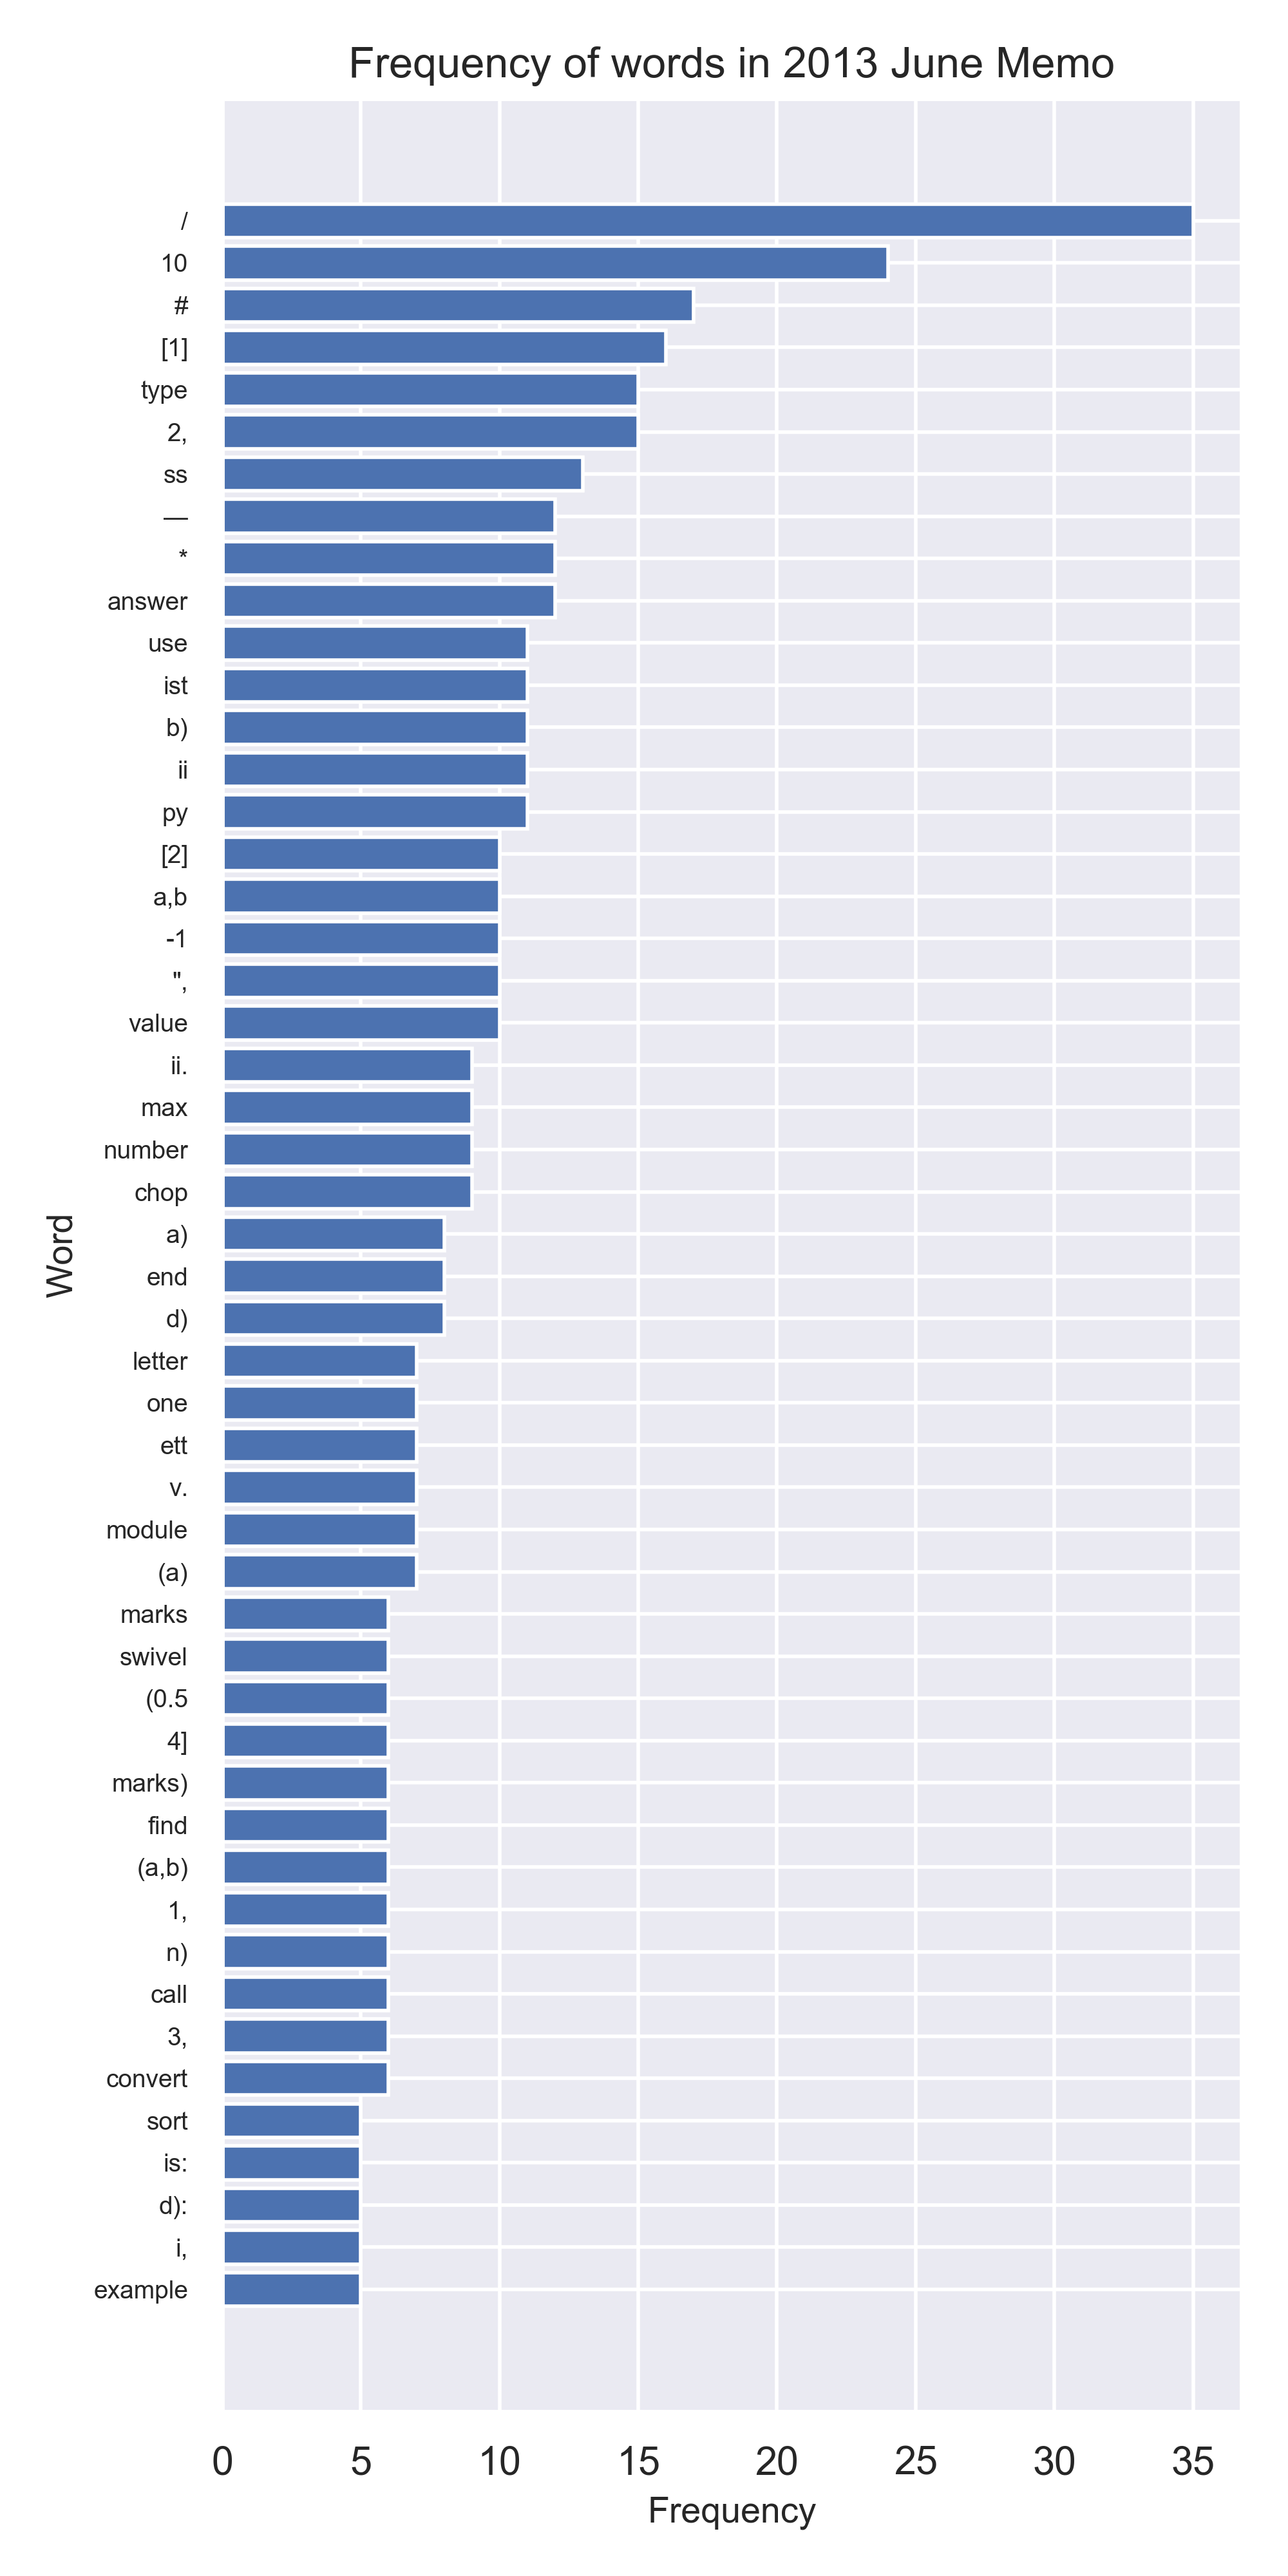 Frequency of words in 2013 June Memo
/
10
#
[1]
type
2,
ss
—
*
answer
use
ist
b)
ii
py
[2]
a,b
-1
",
value
ii.
max
number
chop
a)
end
d)
letter
one
ett
v.
module
(a)
marks
swivel
(0.5
4]
marks)
find
(a,b)
1,
n)
call
3,
convert
sort
is:
d):
i,
example
Word
0 5 10 15 20 25 30 35
Frequency